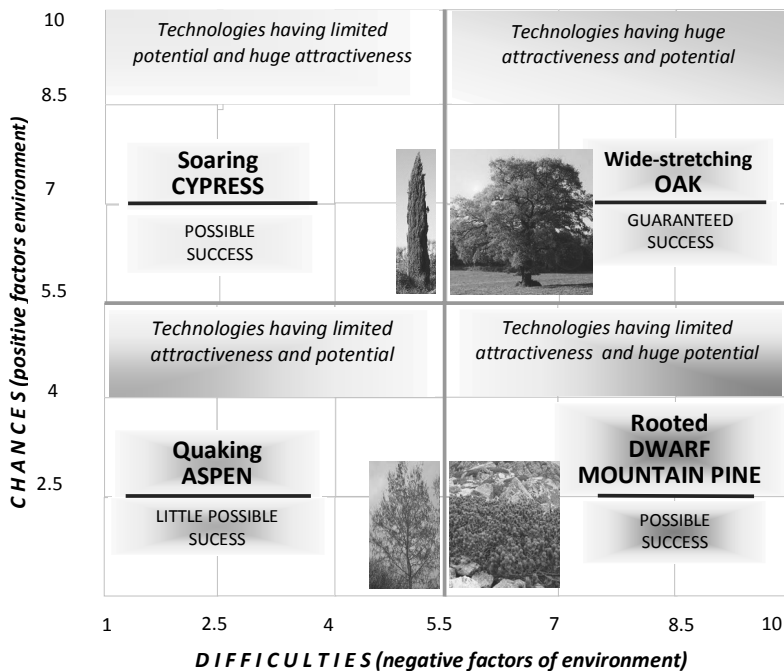 10
8.5
7
5.5
4
2.5
C H A N C E S (positive factors environment)
Technologies having limited
potential and huge attractiveness
Technologies having huge
attractiveness and potential
Soaring
CYPRESS
POSSIBLE
SUCCESS
Wide-stretching
OAK
GUARANTEED
SUCCESS
Technologies having limited
attractiveness and potential
Technologies having limited
attractiveness and huge potential
Quaking
ASPEN
LITTLE POSSIBLE
SUCESS
Rooted
DWARF
MOUNTAIN PINE
POSSIBLE
SUCCESS
1 2.5 4 5.5 7 8.5 10
D I F F I C U L T I E S (negative factors of environment)